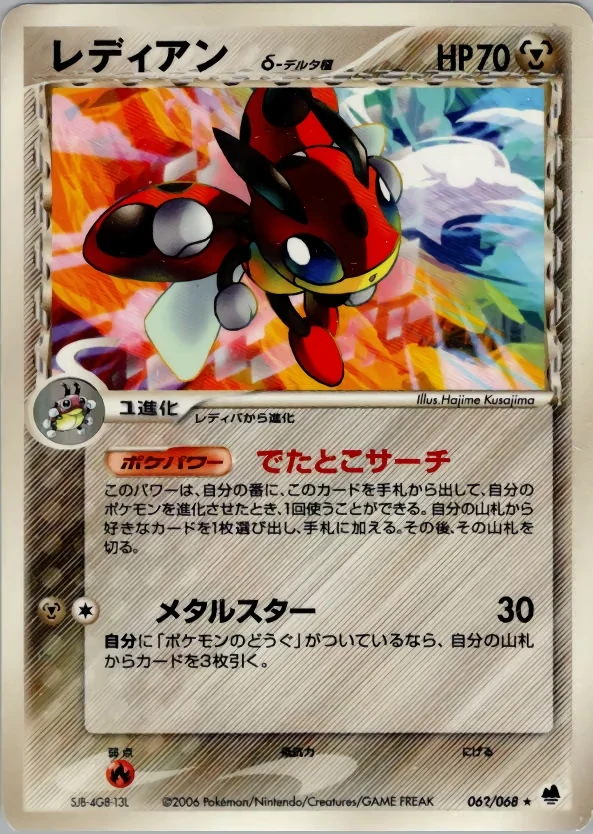 レディアン δ-デルタ種 HP70
Illus.Hajime Kusajima
1進化
レディバから進化
ポケパワー でたとこサーチ
このパワーは、自分の番に、このカードを手札から出して、自分の
ポケモンを進化させたとき、1回使うことができる。自分の山札から
好きなカードを1枚選び出し、手札に加える。その後、その山札を
切る。
メタルスター 30
自分に「ポケモンのどうぐ」がついているなら、自分の山札
からカードを3枚引く。
弱点 抵抗力 にげる
SJB-4G8-13L ©2006 Pokémon/Nintendo/Creatures/GAME FREAK 062/068 ★